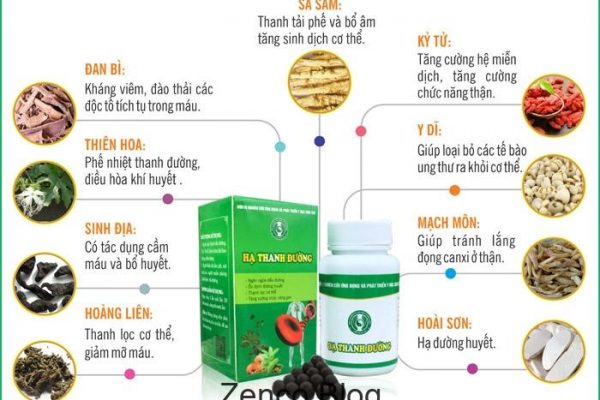 SA SÂM:
Thanh tải phế và bổ âm
tăng sinh dịch cơ thể.
ĐAN BÌ:
Kháng viêm, đào thải các
độc tố tích tụ trong máu.
THIÊN HOA:
Phế nhiệt thanh đường,
điều hòa khí huyết .
SINH ĐỊA:
Có tác dụng cầm
máu và bổ huyết.
HOÀNG LIÊN:
Thanh lọc cơ thể,
giảm mỡ máu.
KỶ TỬ:
Tăng cường hệ miễn
dịch, tăng cường
chức năng thận.
Y DĨ:
Giúp loại bỏ các tế bào
ung thư ra khỏi cơ thể.
MẠCH MÔN:
Giúp tránh lắng
đọng canxi ở thận.
HOÀI SƠN:
Hạ đường huyết.
HẠ THANH ĐƯỜNG
HẠ THANH ĐƯỜNG
Zenco Blog